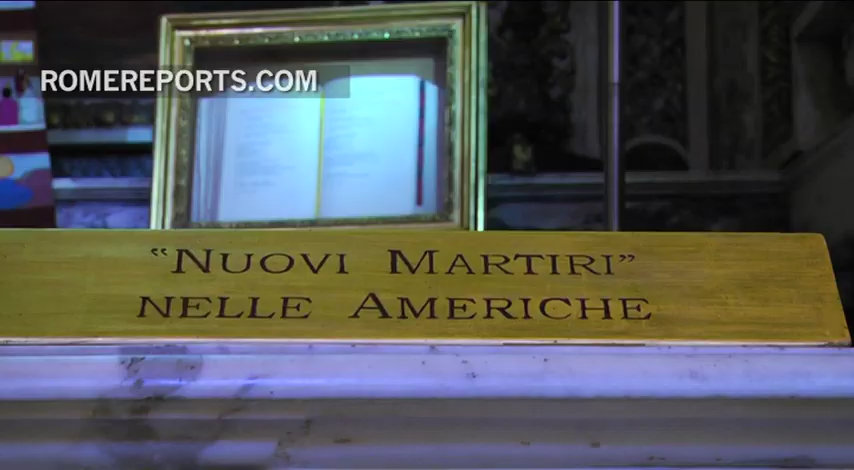 ROMEREPORTS.COM
“NUOVI MARTIRI”
NELLE AMERICHE